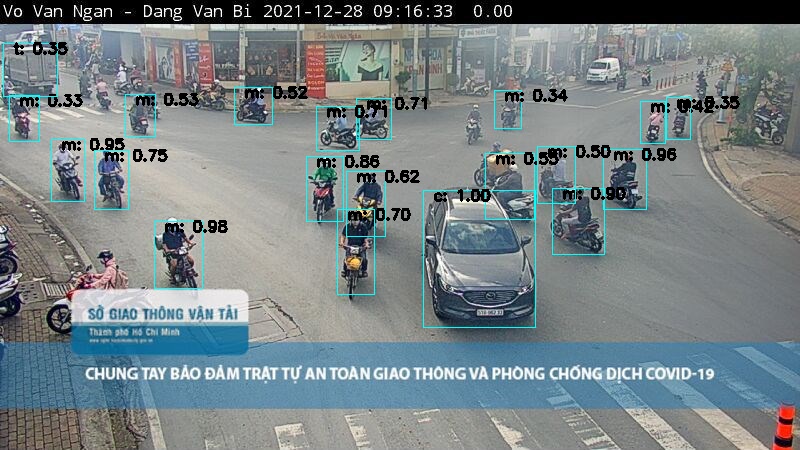 Vo Van Ngan - Dang Van Bi 2021-12-28 09:16:33 0.00
t: 0.35
m: 0.33
m: 0.53
m: 0.52
m: 0.71
m: 0.71
m: 0.34
m: 0.42
m: 0.35
m: 0.95
m: 0.75
m: 0.86
m: 0.62
m: 0.55
m: 0.50
m: 0.96
c: 1.00
m: 0.90
m: 0.70
m: 0.98
SỞ GIAO THÔNG VẬN TẢI
Thành phố Hồ Chí Minh
CHUNG TAY BẢO ĐẢM TRẬT TỰ AN TOÀN GIAO THÔNG VÀ PHÒNG CHỐNG DỊCH COVID-19